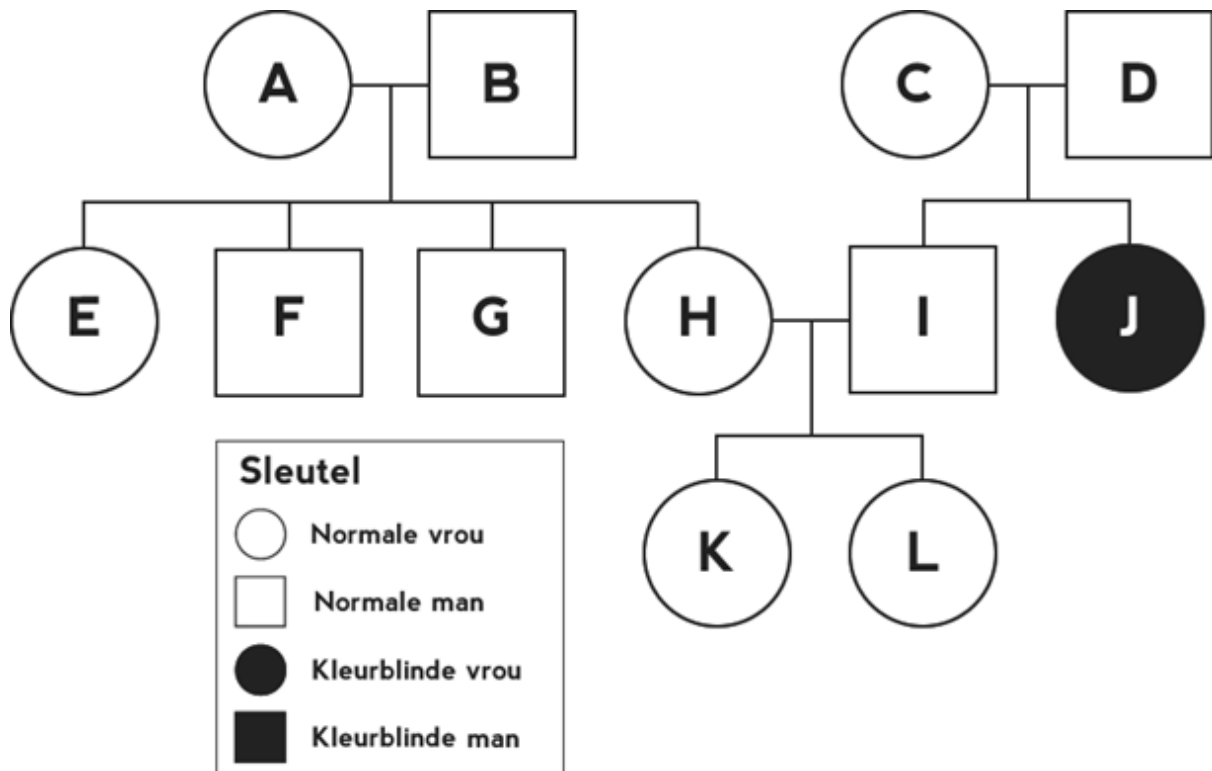 A B C D
E F G H I J
K L
Sleutel
Normale vrou
Normale man
Kleurblinde vrou
Kleurblinde man